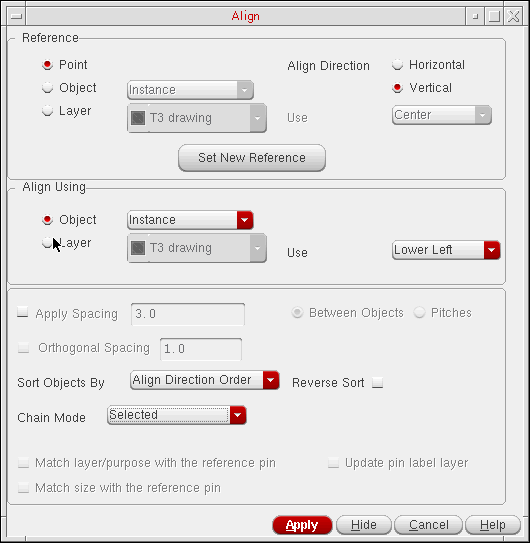 Align
Reference
Point
Align Direction
Horizontal
Object
Instance
Vertical
Layer
T3 drawing
Use
Center
Set New Reference
Align Using
Object
Instance
Layer
T3 drawing
Use
Lower Left
Apply Spacing
3.0
Between Objects
Pitches
Orthogonal Spacing
1.0
Sort Objects By
Align Direction Order
Reverse Sort
Chain Mode
Selected
Match layer/purpose with the reference pin
Update pin label layer
Match size with the reference pin
Apply
Hide
Cancel
Help